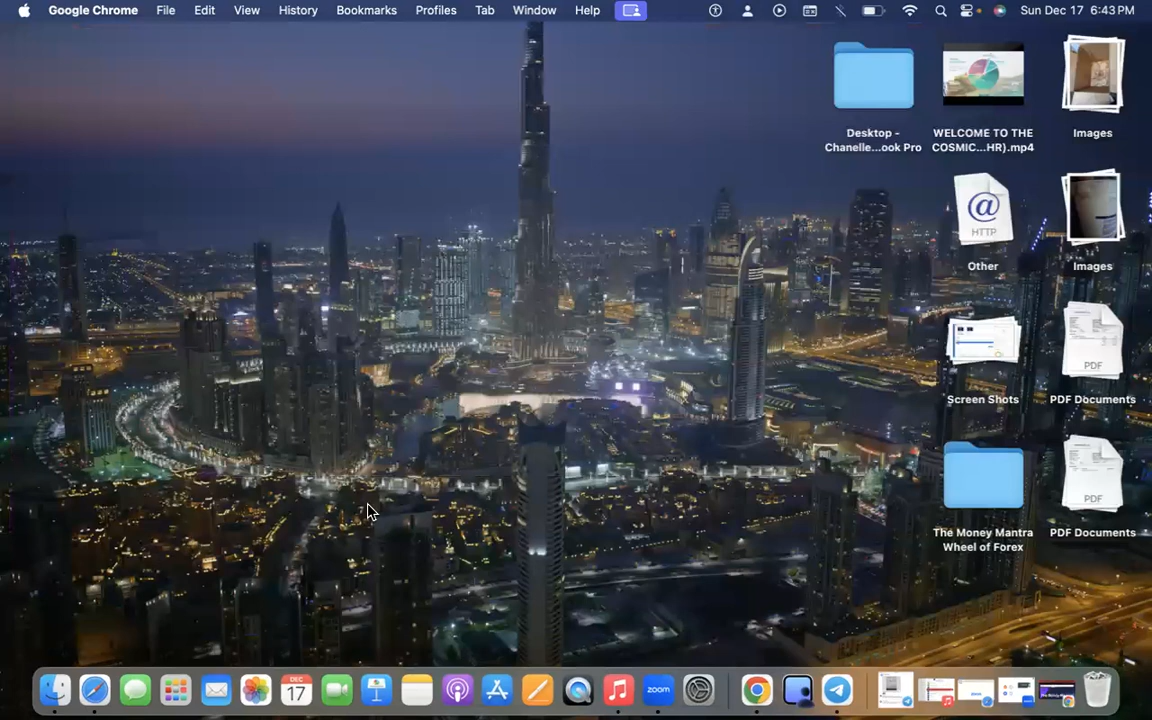 Google Chrome File Edit View History Bookmarks Profiles Tab Window Help Sun Dec 17 6:43 PM
Desktop -
Chanelle...ook Pro
WELCOME TO THE
COSMIC...HR).mp4
Images
HTTP
Other
Images
Screen Shots
PDF
PDF Documents
The Money Mantra
Wheel of Forex
PDF
PDF Documents
DEC
17
zoom